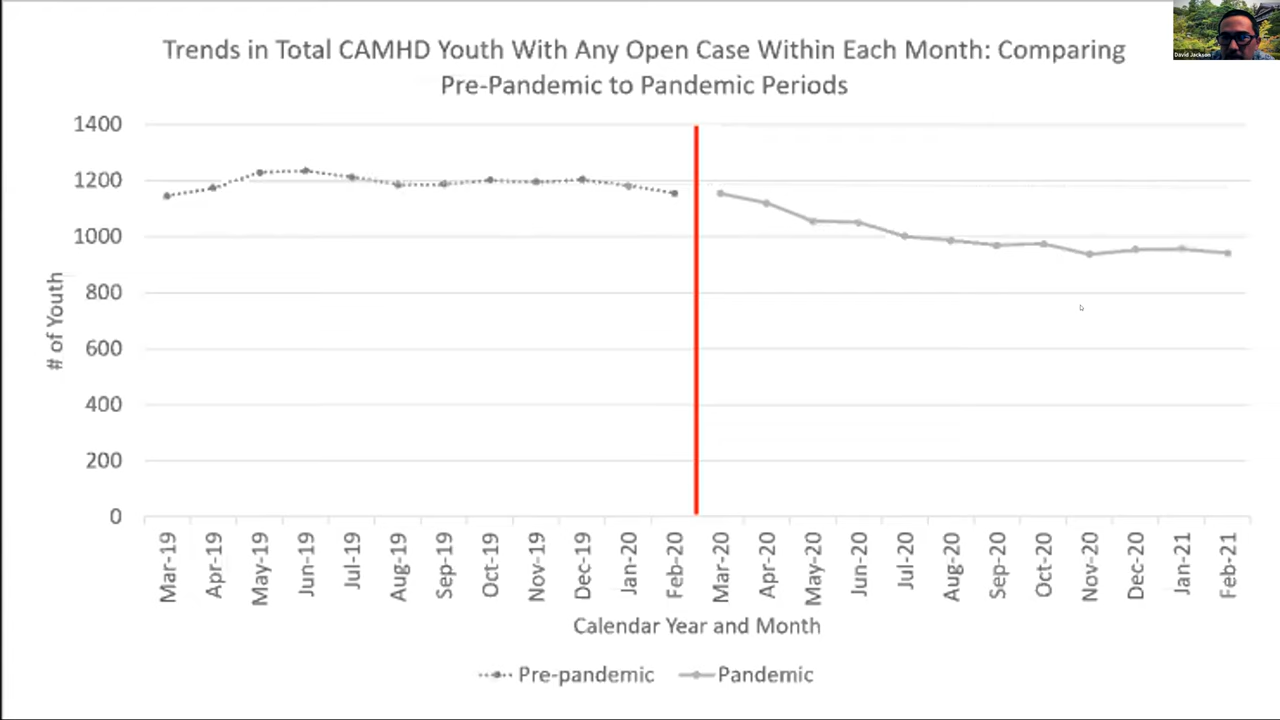 Trends in Total CAMHD Youth With Any Open Case Within Each Month: Comparing
Pre-Pandemic to Pandemic Periods
David Jackson
1400
1200
1000
800
600
400
200
0
# of Youth
Mar-19
Apr-19
May-19
Jun-19
Jul-19
Aug-19
Sep-19
Oct-19
Nov-19
Dec-19
Jan-20
Feb-20
Mar-20
Apr-20
May-20
Jun-20
Jul-20
Aug-20
Sep-20
Oct-20
Nov-20
Dec-20
Jan-21
Feb-21
Calendar Year and Month
Pre-pandemic
Pandemic